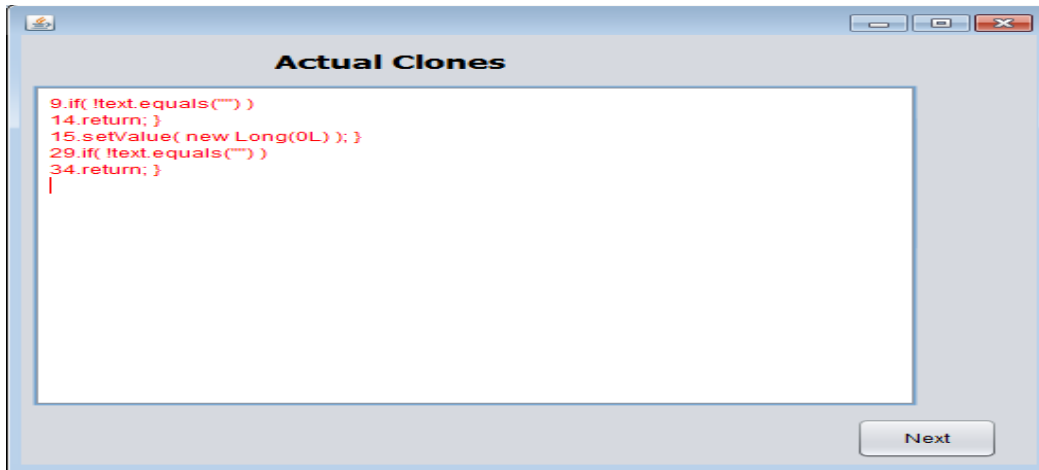 Actual Clones
9.if( !text.equals("") )
14.return; }
15.setValue( new Long(0L) ); }
29.if( !text.equals("") )
34.return; }
Next